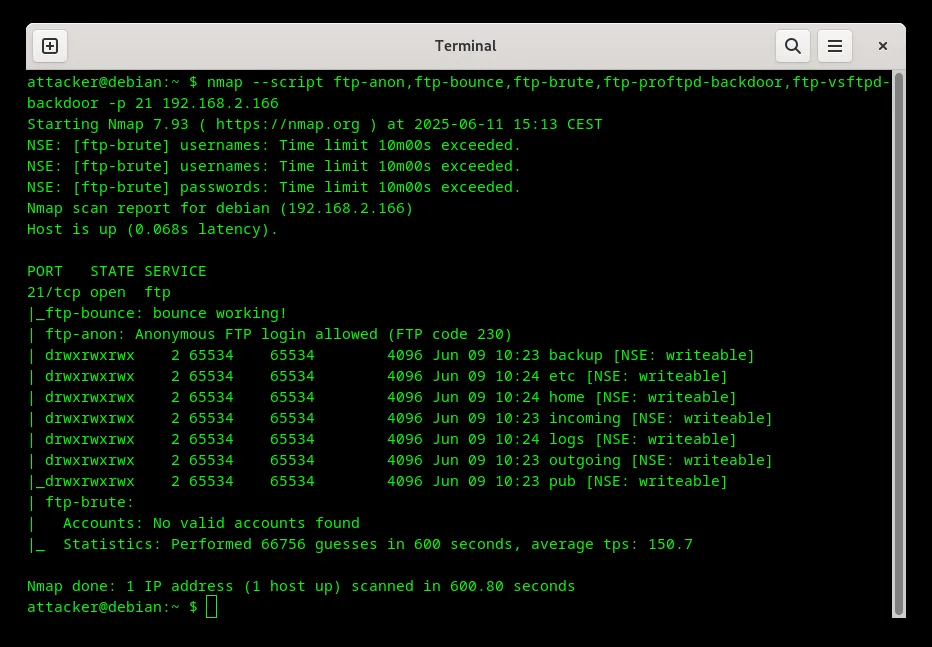 Terminal
attacker@debian:~ $ nmap --script ftp-anon,ftp-bounce,ftp-brute,ftp-proftpd-backdoor,ftp-vsftpd-
backdoor -p 21 192.168.2.166
Starting Nmap 7.93 ( https://nmap.org ) at 2025-06-11 15:13 CEST
NSE: [ftp-brute] usernames: Time limit 10m00s exceeded.
NSE: [ftp-brute] usernames: Time limit 10m00s exceeded.
NSE: [ftp-brute] passwords: Time limit 10m00s exceeded.
Nmap scan report for debian (192.168.2.166)
Host is up (0.068s latency).

PORT   STATE SERVICE
21/tcp open  ftp
|_ftp-bounce: bounce working!
| ftp-anon: Anonymous FTP login allowed (FTP code 230)
| drwxrwxrwx    2 65534    65534        4096 Jun 09 10:23 backup [NSE: writeable]
| drwxrwxrwx    2 65534    65534        4096 Jun 09 10:24 etc [NSE: writeable]
| drwxrwxrwx    2 65534    65534        4096 Jun 09 10:24 home [NSE: writeable]
| drwxrwxrwx    2 65534    65534        4096 Jun 09 10:23 incoming [NSE: writeable]
| drwxrwxrwx    2 65534    65534        4096 Jun 09 10:24 logs [NSE: writeable]
| drwxrwxrwx    2 65534    65534        4096 Jun 09 10:23 outgoing [NSE: writeable]
|_drwxrwxrwx    2 65534    65534        4096 Jun 09 10:23 pub [NSE: writeable]
| ftp-brute:
|   Accounts: No valid accounts found
|_  Statistics: Performed 66756 guesses in 600 seconds, average tps: 150.7

Nmap done: 1 IP address (1 host up) scanned in 600.80 seconds
attacker@debian:~ $